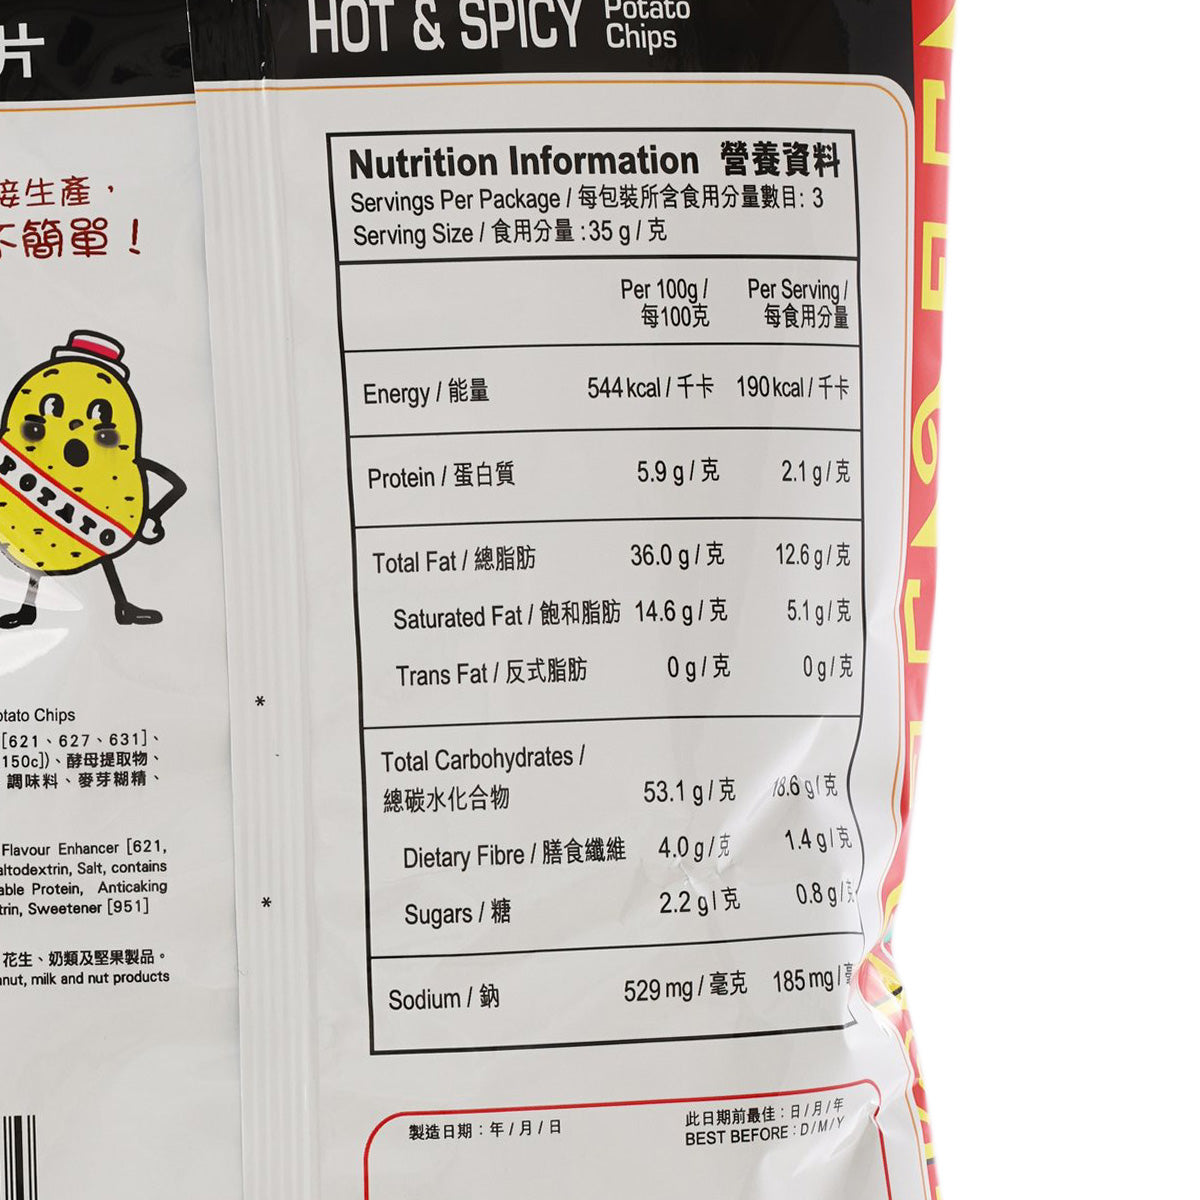 HOT & SPICY Potato Chips
片
Nutrition Information 營養資料
Servings Per Package / 每包裝所含食用分量數目: 3
Serving Size / 食用分量 : 35 g / 克
Per 100g / Per Serving /
每100克 每食用分量
Energy / 能量 544 kcal / 千卡 190 kcal / 千卡
Protein / 蛋白質 5.9 g / 克 2.1 g / 克
Total Fat / 總脂肪 36.0 g / 克 12.6 g / 克
Saturated Fat / 飽和脂肪 14.6 g / 克 5.1 g / 克
Trans Fat / 反式脂肪 0 g / 克 0 g / 克
Total Carbohydrates /
總碳水化合物 53.1 g / 克 18.6 g / 克
Dietary Fibre / 膳食纖維 4.0 g / 克 1.4 g / 克
Sugars / 糖 2.2 g / 克 0.8 g / 克
Sodium / 鈉 529 mg / 毫克 185 mg / 毫
製造日期 : 年 / 月 / 日
此日期前最佳 : 日 / 月 / 年
BEST BEFORE : D / M / Y
接生產，
不簡單！
POTATO
otato Chips
[621、627、631]、
150c])、酵母提取物、
調味料、麥芽糊精、
Flavour Enhancer [621,
altodextrin, Salt, contains
able Protein, Anticaking
trin, Sweetener [951]
花生、奶類及堅果製品。
nut, milk and nut products
*
*